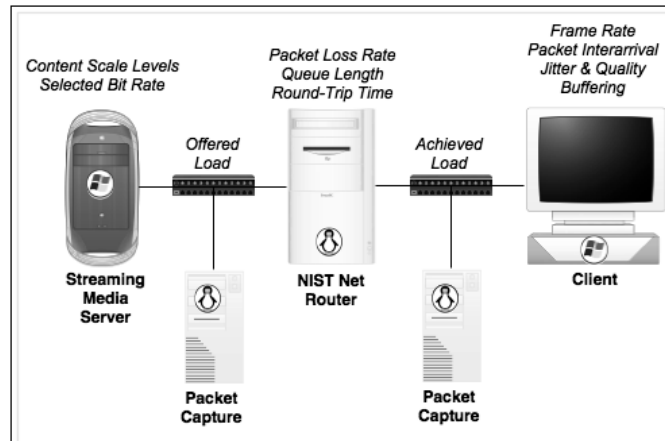 Content Scale Levels
Selected Bit Rate
Packet Loss Rate
Queue Length
Round-Trip Time
Frame Rate
Packet Interarrival
Jitter & Quality
Buffering
Offered
Load
Achieved
Load
Streaming
Media
Server
NIST Net
Router
Client
Packet
Capture
Packet
Capture